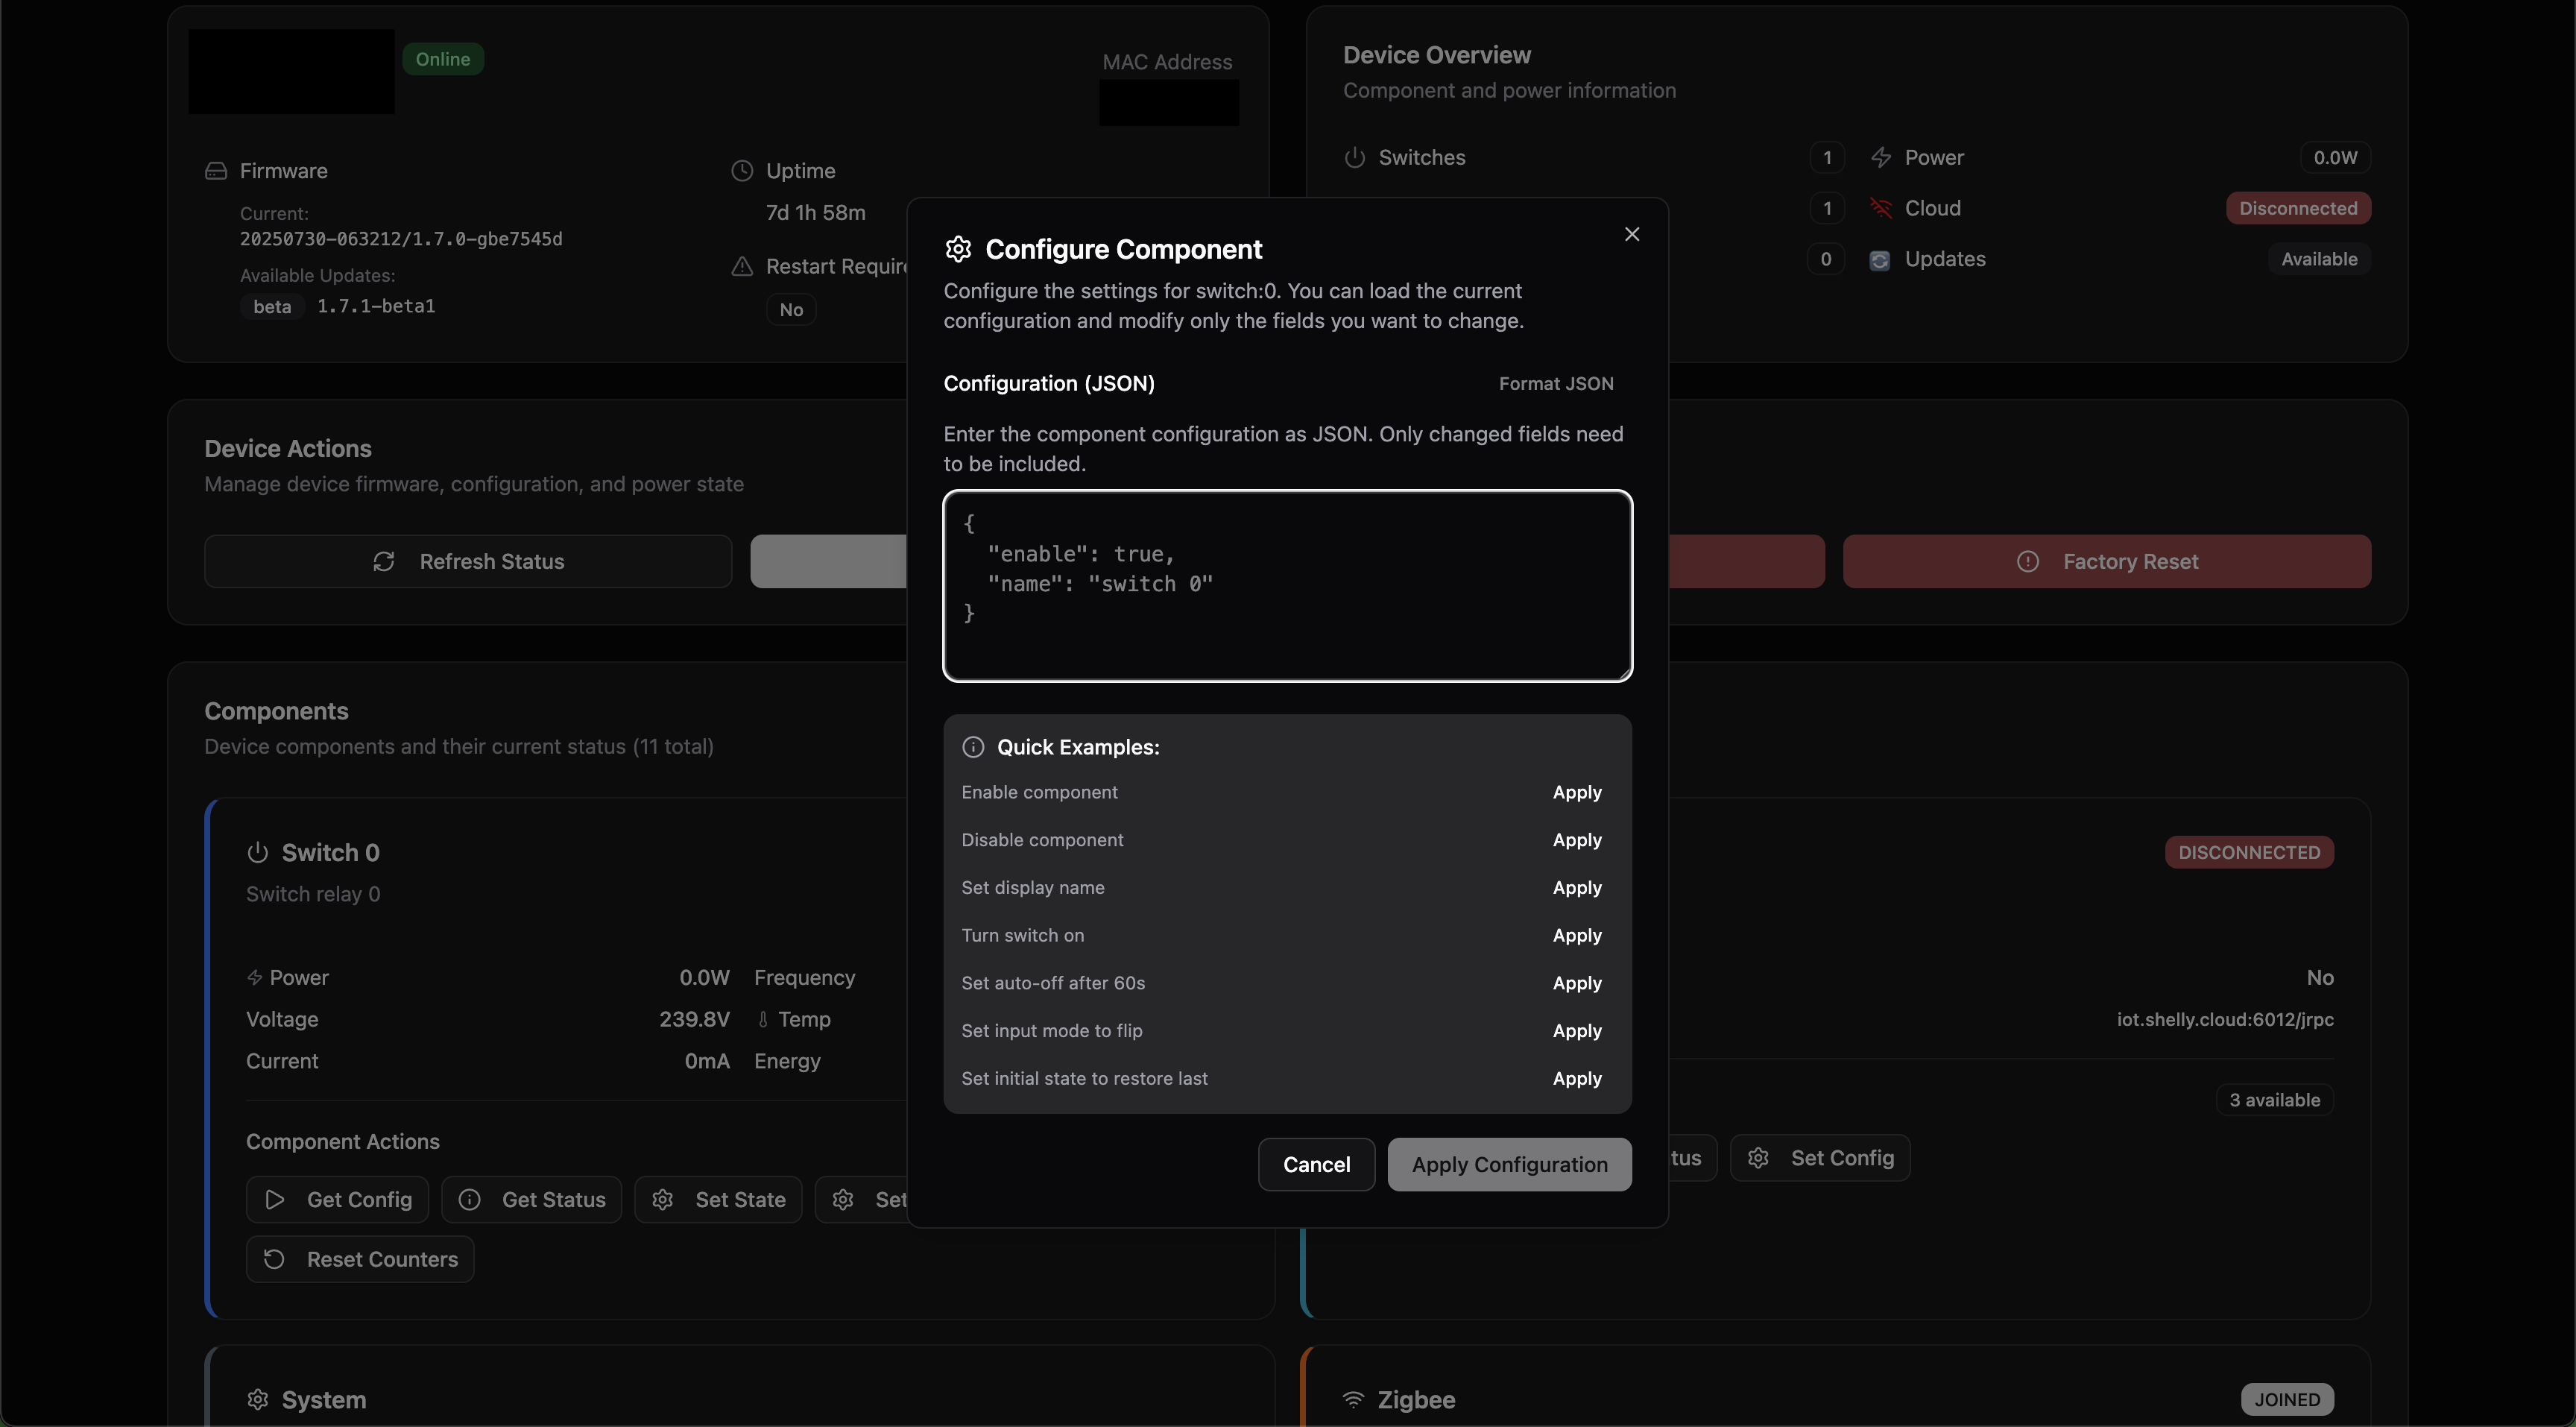 Online
MAC Address
Firmware
Current:
20250730-063212/1.7.0-gbe7545d
Available Updates:
beta 1.7.1-beta1
Uptime
7d 1h 58m
Restart Require
No
Device Overview
Component and power information
Switches 1
Power 0.0W
1
Cloud Disconnected
0
Updates Available
Device Actions
Manage device firmware, configuration, and power state
Refresh Status
Factory Reset
Configure Component
Configure the settings for switch:0. You can load the current
configuration and modify only the fields you want to change.
Configuration (JSON) Format JSON
Enter the component configuration as JSON. Only changed fields need
to be included.
{
"enable": true,
"name": "switch 0"
}
Quick Examples:
Enable component Apply
Disable component Apply
Set display name Apply
Turn switch on Apply
Set auto-off after 60s Apply
Set input mode to flip Apply
Set initial state to restore last Apply
Cancel Apply Configuration
Components
Device components and their current status (11 total)
Switch 0
Switch relay 0
Power 0.0W Frequency
Voltage 239.8V Temp
Current 0mA Energy
Component Actions
Get Config Get Status Set State Set
Reset Counters
DISCONNECTED
No
iot.shelly.cloud:6012/jrpc
3 available
tus Set Config
System
Zigbee JOINED